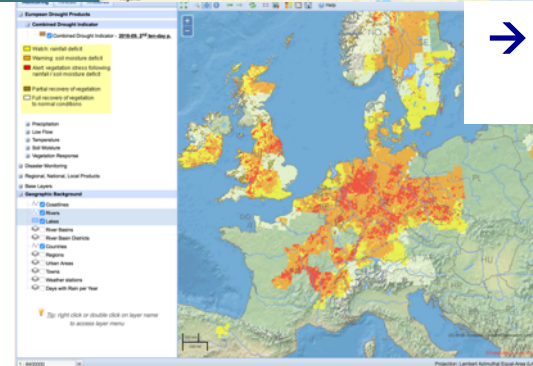 Help
European Drought Products
Combined Drought Indicator
Combined Drought Indicator - 2018-09, 2nd ten-day p.
Watch: rainfall deficit
Warning: soil moisture deficit
Alert: vegetation stress following
rainfall / soil moisture deficit
Partial recovery of vegetation
Full recovery of vegetation
to normal conditions
Precipitation
Low Flow
Temperature
Soil Moisture
Vegetation Response
Disaster Monitoring
Regional, National, Local Products
Base Layers
Geographic Background
Coastlines
Rivers
Lakes
River Basins
River Basin Districts
Countries
Regions
Urban Areas
Towns
Weather stations
Days with Rain per Year
Tip: right click or double click on layer name
to access layer menu
NO
PL
HU
Projection: Lambert Azimuthal Equal-Area